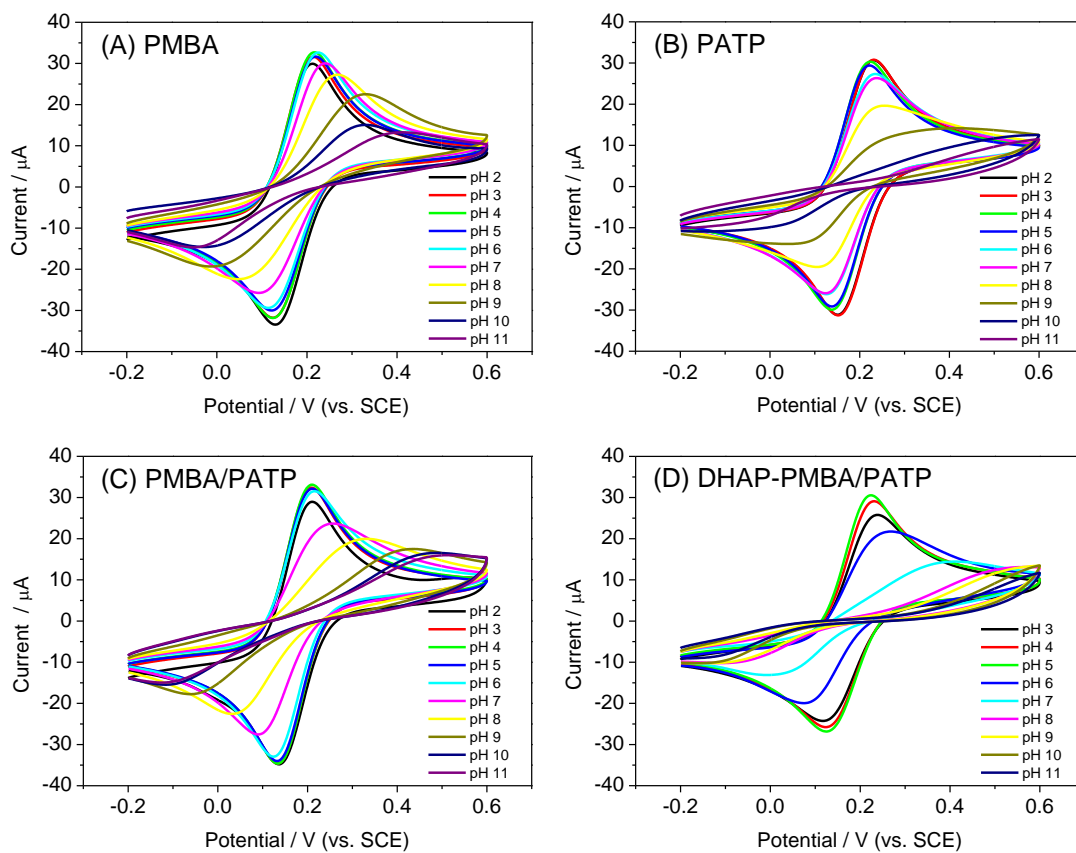 (A) PMBA
Current / μA
40
30
20
10
0
-10
-20
-30
-40
-0.2
0.0
0.2
0.4
0.6
Potential / V (vs. SCE)
pH 2
pH 3
pH 4
pH 5
pH 6
pH 7
pH 8
pH 9
pH 10
pH 11
(B) PATP
Current / μA
40
30
20
10
0
-10
-20
-30
-40
-0.2
0.0
0.2
0.4
0.6
Potential / V (vs. SCE)
pH 2
pH 3
pH 4
pH 5
pH 6
pH 7
pH 8
pH 9
pH 10
pH 11
(C) PMBA/PATP
Current / μA
40
30
20
10
0
-10
-20
-30
-40
-0.2
0.0
0.2
0.4
0.6
Potential / V (vs. SCE)
pH 2
pH 3
pH 4
pH 5
pH 6
pH 7
pH 8
pH 9
pH 10
pH 11
(D) DHAP-PMBA/PATP
Current / μA
40
30
20
10
0
-10
-20
-30
-40
-0.2
0.0
0.2
0.4
0.6
Potential / V (vs. SCE)
pH 3
pH 4
pH 5
pH 6
pH 7
pH 8
pH 9
pH 10
pH 11